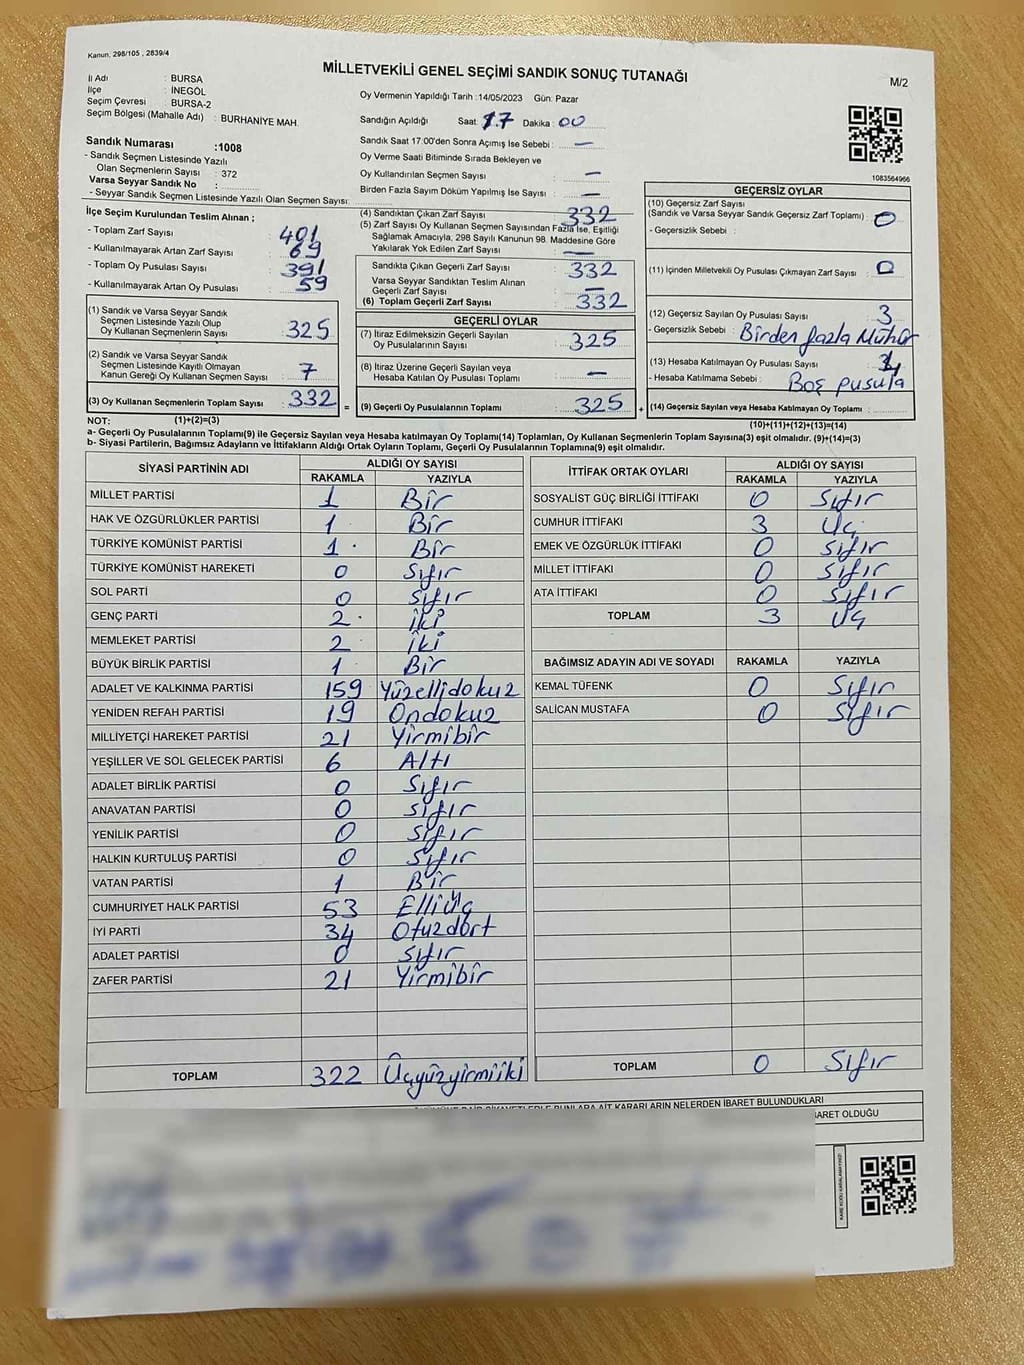 Kanun, 298/105 , 2839/4
MİLLETVEKİLİ GENEL SEÇİMİ SANDIK SONUÇ TUTANAĞI
M/2
İl Adı : BURSA
İlçe : İNEGÖL
Seçim Çevresi : BURSA-2
Seçim Bölgesi (Mahalle Adı) : BURHANİYE MAH.
Oy Vermenin Yapıldığı Tarih :14/05/2023 Gün: Pazar
Sandığın Açıldığı Saat: 17 Dakika : 00
Sandık Saat 17:00'den Sonra Açımış İse Sebebi : —
Oy Verme Saati Bitiminde Sırada Bekleyen ve
Oy Kullandırılan Seçmen Sayısı : —
Birden Fazla Sayım Döküm Yapılmış İse Sayısı : —
Sandık Numarası :1008
- Sandık Seçmen Listesinde Yazılı
Olan Seçmenlerin Sayısı : 372
Varsa Seyyar Sandık No :
- Seyyar Sandık Seçmen Listesinde Yazılı Olan Seçmen Sayısı:
1083564966
İlçe Seçim Kurulundan Teslim Alınan ;
- Toplam Zarf Sayısı : 401
- Kullanılmayarak Artan Zarf Sayısı : 69
- Toplam Oy Pusulası Sayısı : 391
- Kullanılmayarak Artan Oy Pusulası : 59
(1) Sandık ve Varsa Seyyar Sandık
Seçmen Listesinde Yazılı Olup
Oy Kullanan Seçmenlerin Sayısı : 325
(2) Sandık ve Varsa Seyyar Sandık
Seçmen Listesinde Kayıtlı Olmayan
Kanun Gereği Oy Kullanan Seçmen Sayısı : 7
(3) Oy Kullanan Seçmenlerin Toplam Sayısı : 332 =
(4) Sandıktan Çıkan Zarf Sayısı : 332
(5) Zarf Sayısı Oy Kullanan Seçmen Sayısından Fazla İse, Eşitliği
Sağlamak Amacıyla, 298 Sayılı Kanunun 98. Maddesine Göre
Yakılarak Yok Edilen Zarf Sayısı : —
Sandıkta Çıkan Geçerli Zarf Sayısı : 332
Varsa Seyyar Sandıktan Teslim Alınan
Geçerli Zarf Sayısı : —
(6) Toplam Geçerli Zarf Sayısı : 332
GEÇERLİ OYLAR
(7) İtiraz Edilmeksizin Geçerli Sayılan
Oy Pusulalarının Sayısı : 325
(8) İtiraz Üzerine Geçerli Sayılan veya
Hesaba Katılan Oy Pusulaları Toplamı : —
(9) Geçerli Oy Pusulalarının Toplamı : 325 +
GEÇERSİZ OYLAR
(10) Geçersiz Zarf Sayısı
(Sandık ve Varsa Seyyar Sandık Geçersiz Zarf Toplamı) : 0
- Geçersizlik Sebebi :
(11) İçinden Milletvekili Oy Pusulası Çıkmayan Zarf Sayısı : 0
(12) Geçersiz Sayılan Oy Pusulası Sayısı : 3
- Geçersizlik Sebebi : Birden fazla Mühür
(13) Hesaba Katılmayan Oy Pusulası Sayısı : 4
- Hesaba Katılmama Sebebi : Boş pusula
(14) Geçersiz Sayılan veya Hesaba Katılmayan Oy Toplamı :
NOT: (1)+(2)=(3)
(10)+(11)+(12)+(13)=(14)
a- Geçerli Oy Pusulalarının Toplamı(9) ile Geçersiz Sayılan veya Hesaba katılmayan Oy Toplamı(14) Toplamları, Oy Kullanan Seçmenlerin Toplam Sayısına(3) eşit olmalıdır. (9)+(14)=(3)
b- Siyasi Partilerin, Bağımsız Adayların ve İttifakların Aldığı Ortak Oyların Toplamı, Geçerli Oy Pusulalarının Toplamına(9) eşit olmalıdır.
SİYASİ PARTİNİN ADI ALDIĞI OY SAYISI
RAKAMLA YAZIYLA
MİLLET PARTİSİ 1 Bir
HAK VE ÖZGÜRLÜKLER PARTİSİ 1 Bir
TÜRKİYE KOMÜNİST PARTİSİ 1 Bir
TÜRKİYE KOMÜNİST HAREKETİ 0 Sıfır
SOL PARTİ 0 Sıfır
GENÇ PARTİ 2 İki
MEMLEKET PARTİSİ 2 İki
BÜYÜK BİRLİK PARTİSİ 1 Bir
ADALET VE KALKINMA PARTİSİ 159 Yüzellidokuz
YENİDEN REFAH PARTİSİ 19 Ondokuz
MİLLİYETÇİ HAREKET PARTİSİ 21 Yirmibir
YEŞİLLER VE SOL GELECEK PARTİSİ 6 Altı
ADALET BİRLİK PARTİSİ 0 Sıfır
ANAVATAN PARTİSİ 0 Sıfır
YENİLİK PARTİSİ 0 Sıfır
HALKIN KURTULUŞ PARTİSİ 0 Sıfır
VATAN PARTİSİ 1 Bir
CUMHURİYET HALK PARTİSİ 53 Elliüç
İYİ PARTİ 34 Otuzdört
ADALET PARTİSİ 0 Sıfır
ZAFER PARTİSİ 21 Yirmibir
TOPLAM 322 Üçyüzyirmiiki
İTTİFAK ORTAK OYLARI ALDIĞI OY SAYISI
RAKAMLA YAZIYLA
SOSYALİST GÜÇ BİRLİĞİ İTTİFAKI 0 Sıfır
CUMHUR İTTİFAKI 3 Üç
EMEK VE ÖZGÜRLÜK İTTİFAKI 0 Sıfır
MİLLET İTTİFAKI 0 Sıfır
ATA İTTİFAKI 0 Sıfır
TOPLAM 3 Üç
BAĞIMSIZ ADAYIN ADI VE SOYADI RAKAMLA YAZIYLA
KEMAL TÜFENK 0 Sıfır
SALİCAN MUSTAFA 0 Sıfır
TOPLAM 0 Sıfır
KARARLARIN NELERDEN İBARET BULUNDUKLARI